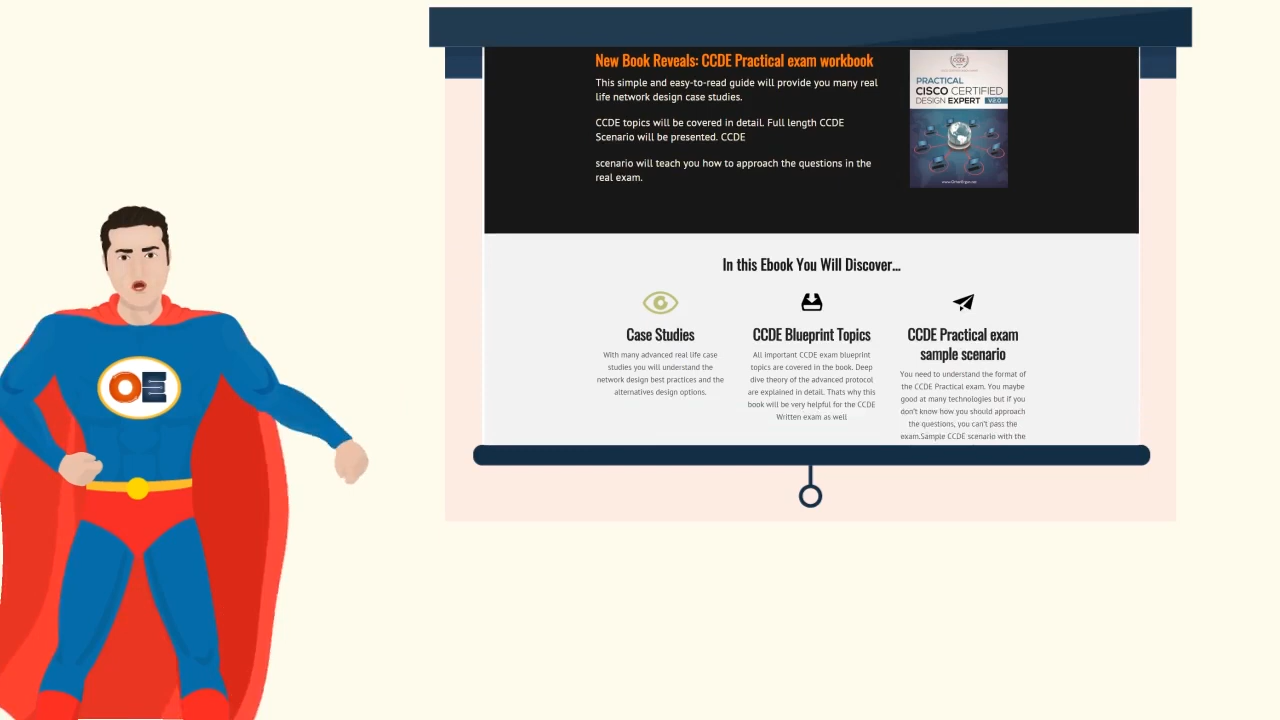 New Book Reveals: CCDE Practical exam workbook
This simple and easy-to-read guide will provide you many real
life network design case studies.
CCDE topics will be covered in detail. Full length CCDE
Scenario will be presented. CCDE
scenario will teach you how to approach the questions in the
real exam.
CCDE
PRACTICAL
CISCO CERTIFIED
DESIGN EXPERT V2.0
OE
In this Ebook You Will Discover...
Case Studies
With many advanced real life case
studies you will understand the
network design best practices and the
alternatives design options.
CCDE Blueprint Topics
All important CCDE exam blueprint
topics are covered in the book. Deep
dive theory of the advanced protocol
are explained in detail. Thats why this
book will be very helpful for the CCDE
Written exam as well
CCDE Practical exam
sample scenario
You need to understand the format of
the CCDE Practical exam. You maybe
good at many technologies but if you
don't know how you should approach
the questions, you can't pass the
exam.Sample CCDE scenario with the